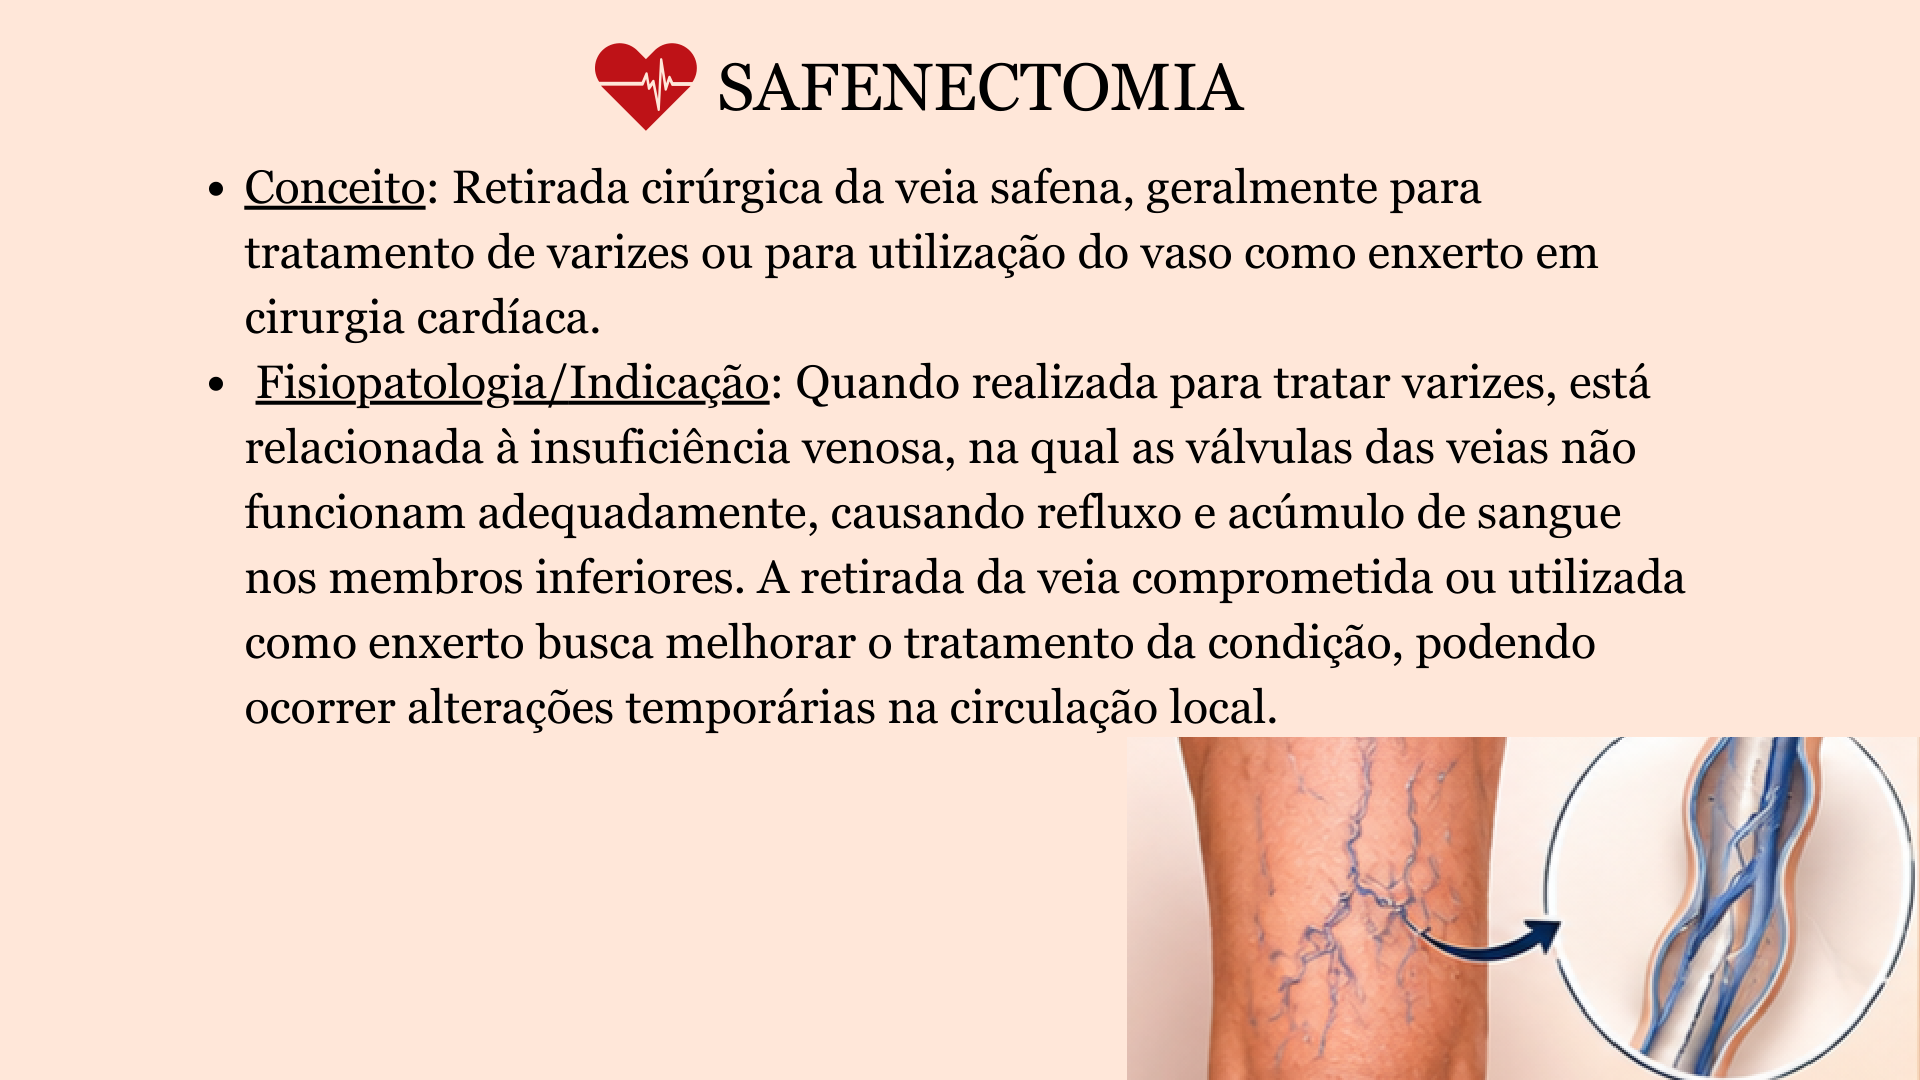 SAFENECTOMIA
• Conceito: Retirada cirúrgica da veia safena, geralmente para
tratamento de varizes ou para utilização do vaso como enxerto em
cirurgia cardíaca.
• Fisiopatologia/Indicação: Quando realizada para tratar varizes, está
relacionada à insuficiência venosa, na qual as válvulas das veias não
funcionam adequadamente, causando refluxo e acúmulo de sangue
nos membros inferiores. A retirada da veia comprometida ou utilizada
como enxerto busca melhorar o tratamento da condição, podendo
ocorrer alterações temporárias na circulação local.